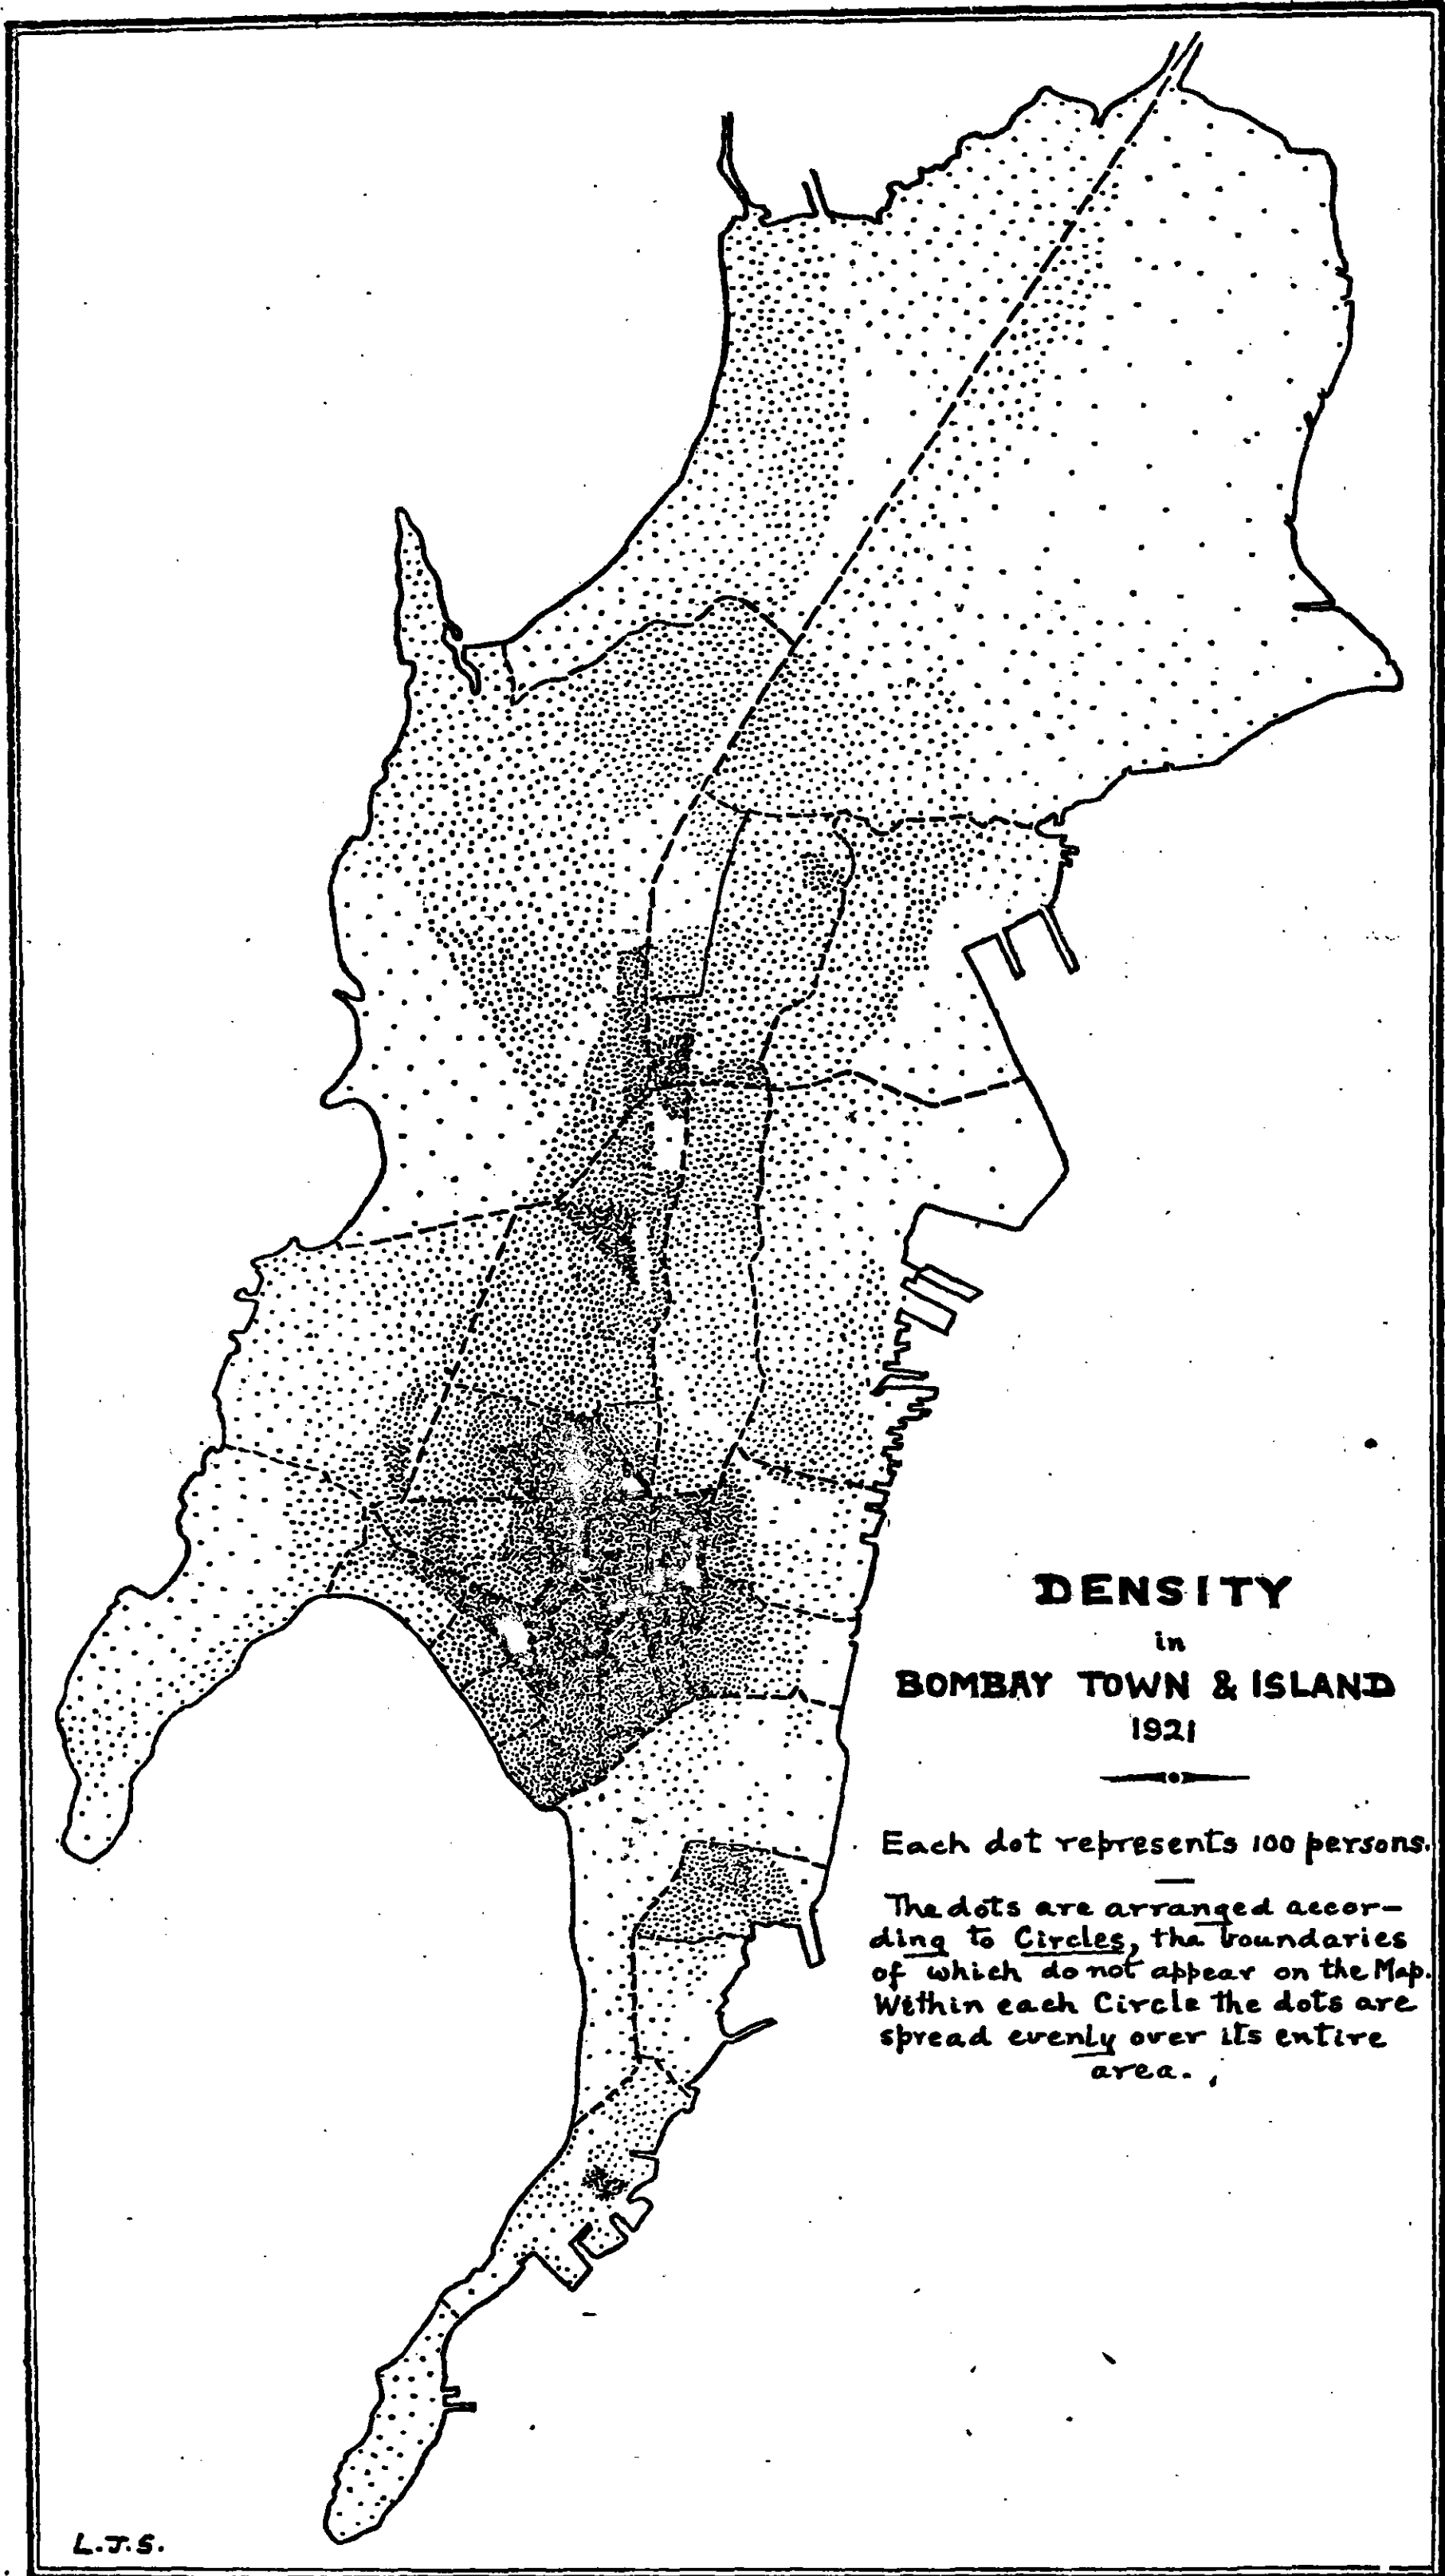 DENSITY
in
BOMBAY TOWN & ISLAND
1921
Each dot represents 100 persons.
The dots are arranged accor-
ding to Circles, the boundaries
of which do not appear on the Map.
Within each Circle the dots are
spread evenly over its entire
area.
L.J.S.